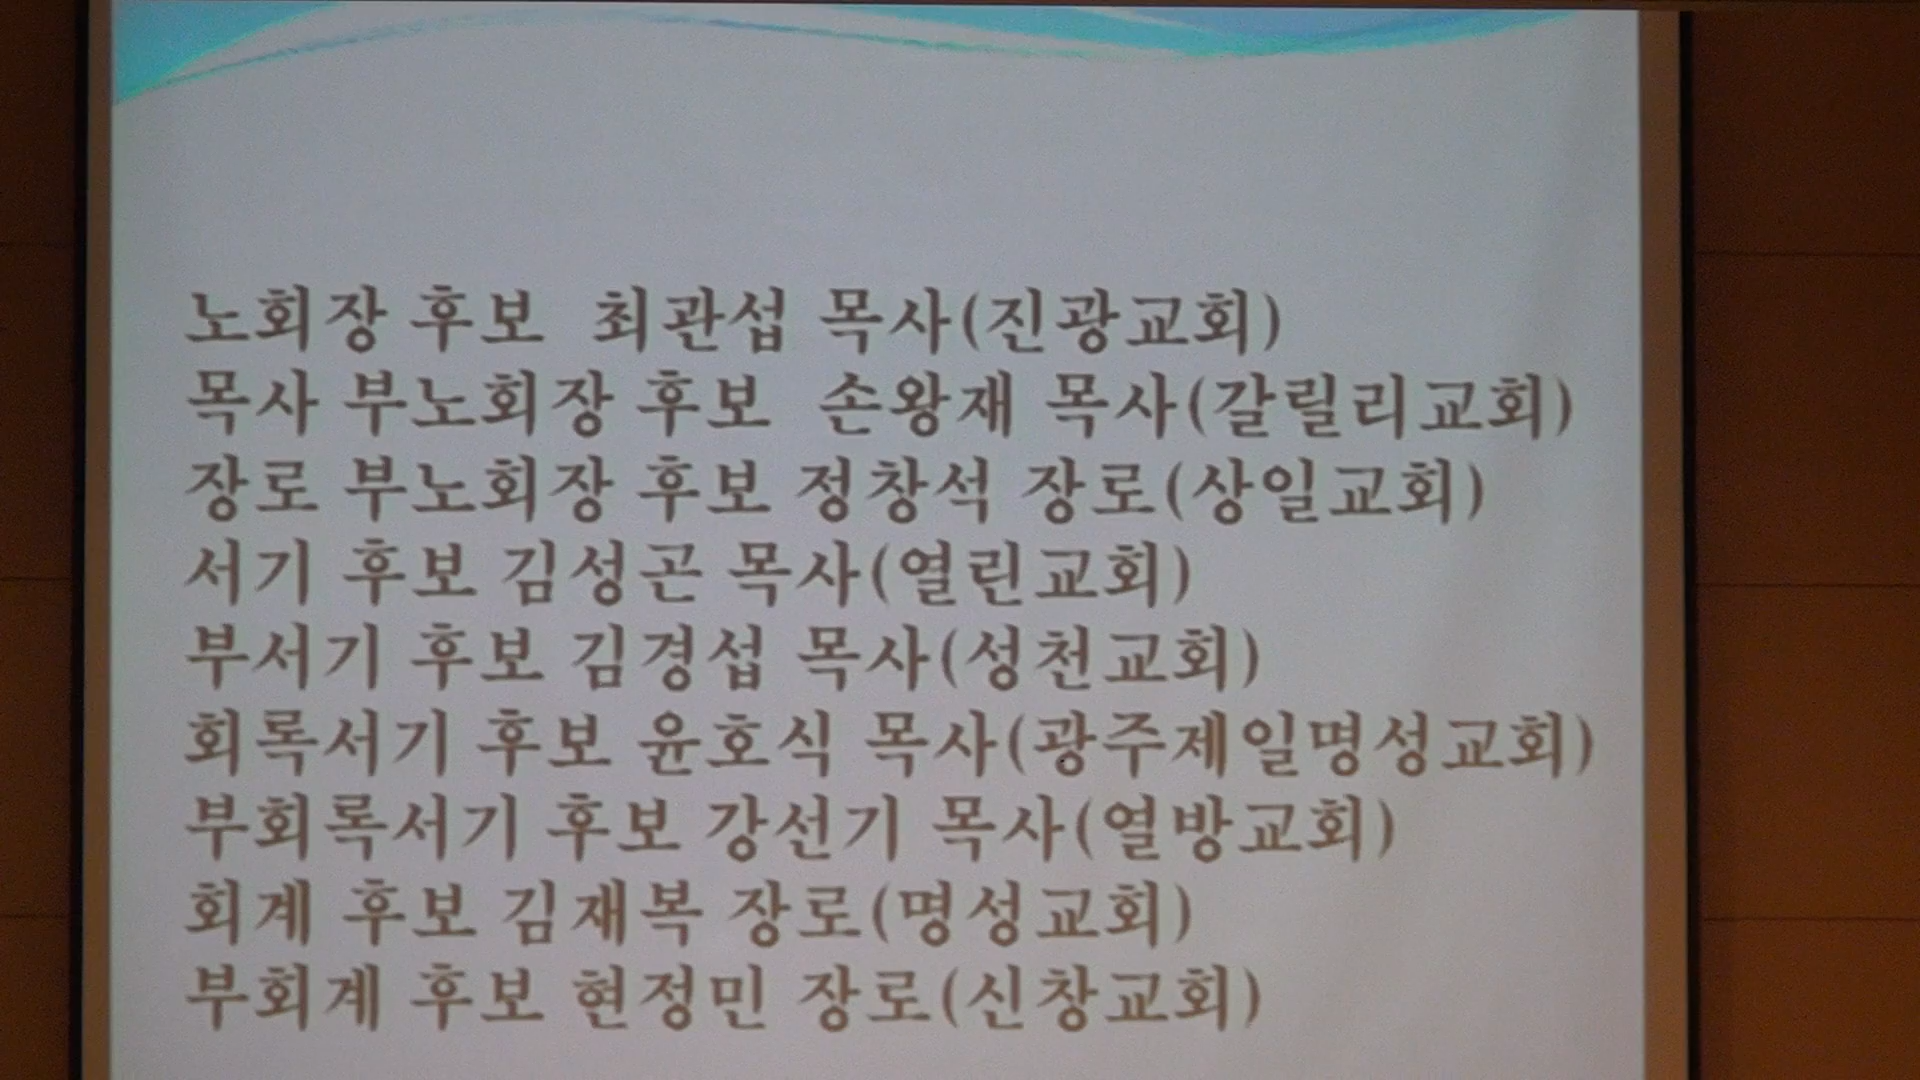 노회장 후보 최관섭 목사(진광교회)
목사 부노회장 후보 손왕재 목사(갈릴리교회)
장로 부노회장 후보 정창석 장로(상일교회)
서기 후보 김성곤 목사(열린교회)
부서기 후보 김경섭 목사(성천교회)
회록서기 후보 윤호식 목사(광주제일명성교회)
부회록서기 후보 강선기 목사(열방교회)
회계 후보 김재복 장로(명성교회)
부회계 후보 현정민 장로(신창교회)